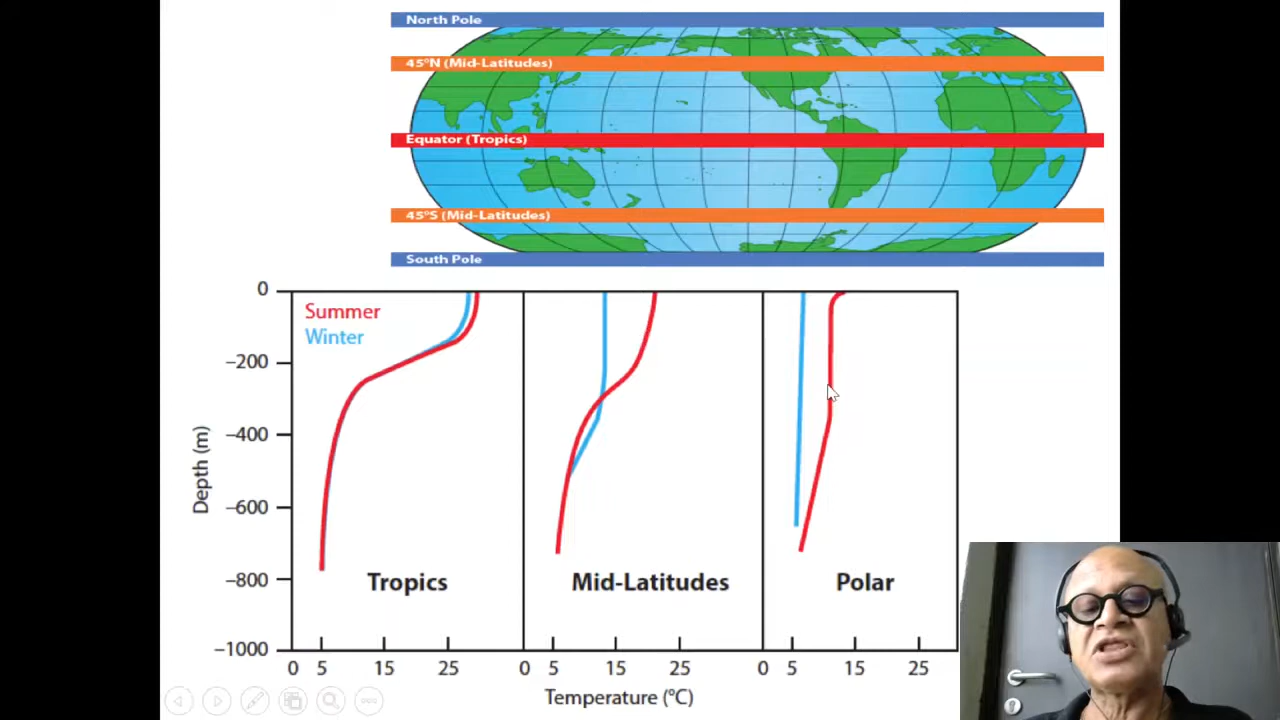 North Pole
45°N (Mid-Latitudes)
Equator (Tropics)
45°S (Mid-Latitudes)
South Pole
Summer
Winter
0
−200
−400
−600
−800
−1000
Depth (m)
Tropics
Mid-Latitudes
Polar
0 5 15 25 0 5 15 25 0 5 15 25
Temperature (°C)